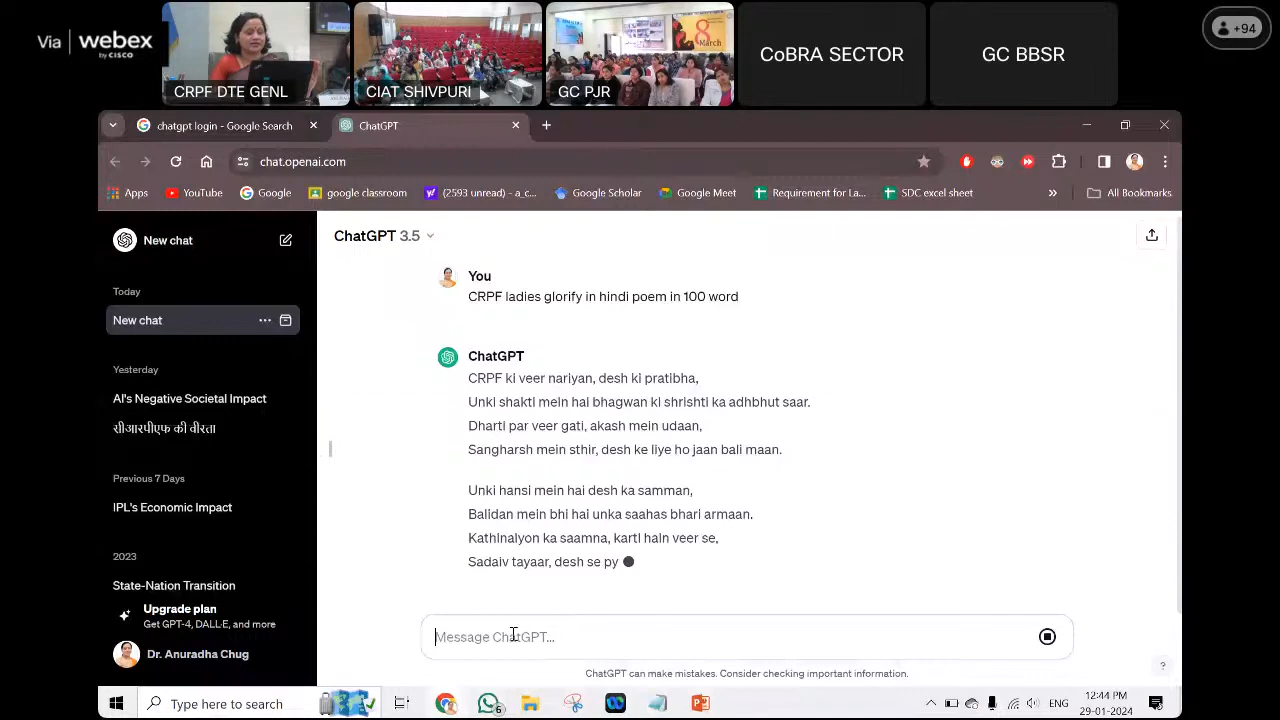 Via webex
by CISCO
CRPF DTE GENL
CIAT SHIVPURI
GC PJR
8
March
CoBRA SECTOR
GC BBSR
+94
chatgpt login - Google Search
ChatGPT
chat.openai.com
Apps
YouTube
Google
google classroom
(2593 unread) - a_c...
Google Scholar
Google Meet
Requirement for La...
SDC excel sheet
»
All Bookmarks
New chat
ChatGPT 3.5
Today
New chat
Yesterday
AI's Negative Societal Impact
सीआरपीएफ की वीरता
Previous 7 Days
IPL's Economic Impact
2023
State-Nation Transition
Upgrade plan
Get GPT-4, DALL·E, and more
Dr. Anuradha Chug
You
CRPF ladies glorify in hindi poem in 100 word
ChatGPT
CRPF ki veer nariyan, desh ki pratibha,
Unki shakti mein hai bhagwan ki shrishti ka adhbhut saar.
Dharti par veer gati, akash mein udaan,
Sangharsh mein sthir, desh ke liye ho jaan bali maan.
Unki hansi mein hai desh ka samman,
Balidan mein bhi hai unka saahas bhari armaan.
Kathinaiyon ka saamna, karti hain veer se,
Sadaiv tayaar, desh se py
Message ChatGPT...
ChatGPT can make mistakes. Consider checking important information.
?
Type here to search
6
ENG
12:44 PM
29-01-2024